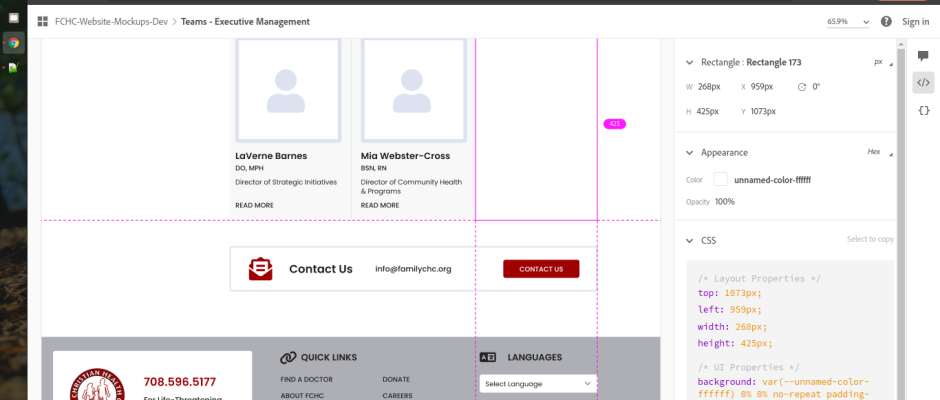 FCHC-Website-Mockups-Dev > Teams - Executive Management
65.9%
Sign in
LaVerne Barnes
DO, MPH
Director of Strategic Initiatives
READ MORE
Mia Webster-Cross
BSN, RN
Director of Community Health
& Programs
READ MORE
425
Contact Us
info@familychc.org
CONTACT US
CHRISTIAN HEALTH
708.596.5177
For Life-Threatening
QUICK LINKS
FIND A DOCTOR
DONATE
ABOUT FCHC
CAREERS
LANGUAGES
Select Language
Rectangle : Rectangle 173
px
W 268px X 959px 0°
H 425px Y 1073px
Appearance
Hex
Color unnamed-color-ffffff
Opacity 100%
CSS
Select to copy
/* Layout Properties */
top: 1073px;
left: 959px;
width: 268px;
height: 425px;
/* UI Properties */
background: var(--unnamed-color-
ffffff) 0% 0% no-repeat padding-